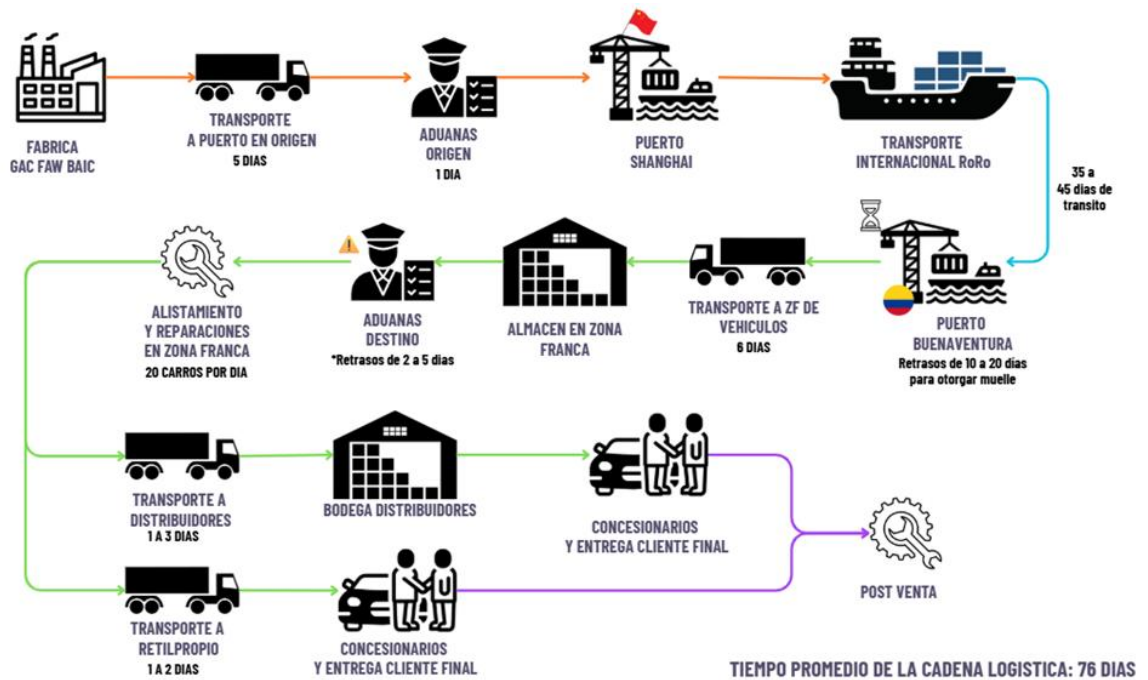 FABRICA
GAC FAW BAIC
TRANSPORTE
A PUERTO EN ORIGEN
5 DIAS
ADUANAS
ORIGEN
1 DIA
PUERTO
SHANGHAI
TRANSPORTE
INTERNACIONAL RoRo
35 a
45 dias de
transito
PUERTO
BUENAVENTURA
Retrasos de 10 a 20 días
para otorgar muelle
TRANSPORTE A ZF DE
VEHICULOS
6 DIAS
ALMACEN EN ZONA
FRANCA
ADUANAS
DESTINO
*Retrasos de 2 a 5 dias
ALISTAMIENTO
Y REPARACIONES
EN ZONA FRANCA
20 CARROS POR DIA
TRANSPORTE A
DISTRIBUIDORES
1 A 3 DIAS
BODEGA DISTRIBUIDORES
CONCESIONARIOS
Y ENTREGA CLIENTE FINAL
TRANSPORTE A
RETILPROPIO
1 A 2 DIAS
CONCESIONARIOS
Y ENTREGA CLIENTE FINAL
POST VENTA
TIEMPO PROMEDIO DE LA CADENA LOGISTICA: 76 DIAS